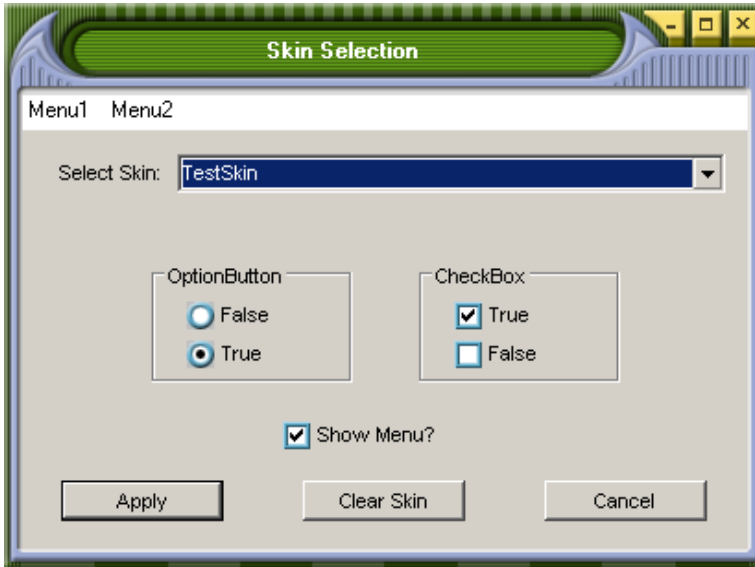 Skin Selection
Menu1 Menu2
Select Skin: TestSkin
OptionButton CheckBox
False True
True False
Show Menu?
Apply Clear Skin Cancel